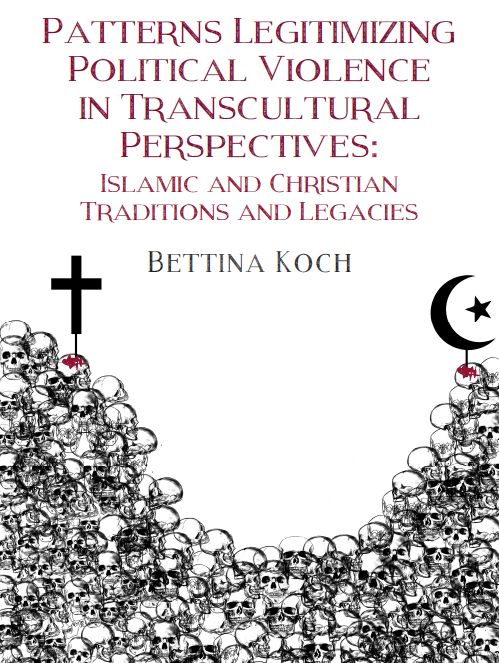 Patterns Legitimizing
Political Violence
in Transcultural
Perspectives:
Islamic and Christian
Traditions and Legacies
Bettina Koch